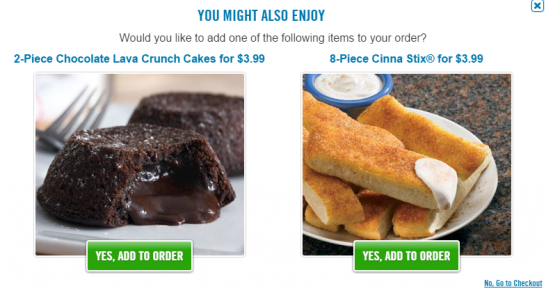 YOU MIGHT ALSO ENJOY
Would you like to add one of the following items to your order?
2-Piece Chocolate Lava Crunch Cakes for $3.99
8-Piece Cinna Stix® for $3.99
YES, ADD TO ORDER
YES, ADD TO ORDER
No, Go to Checkout